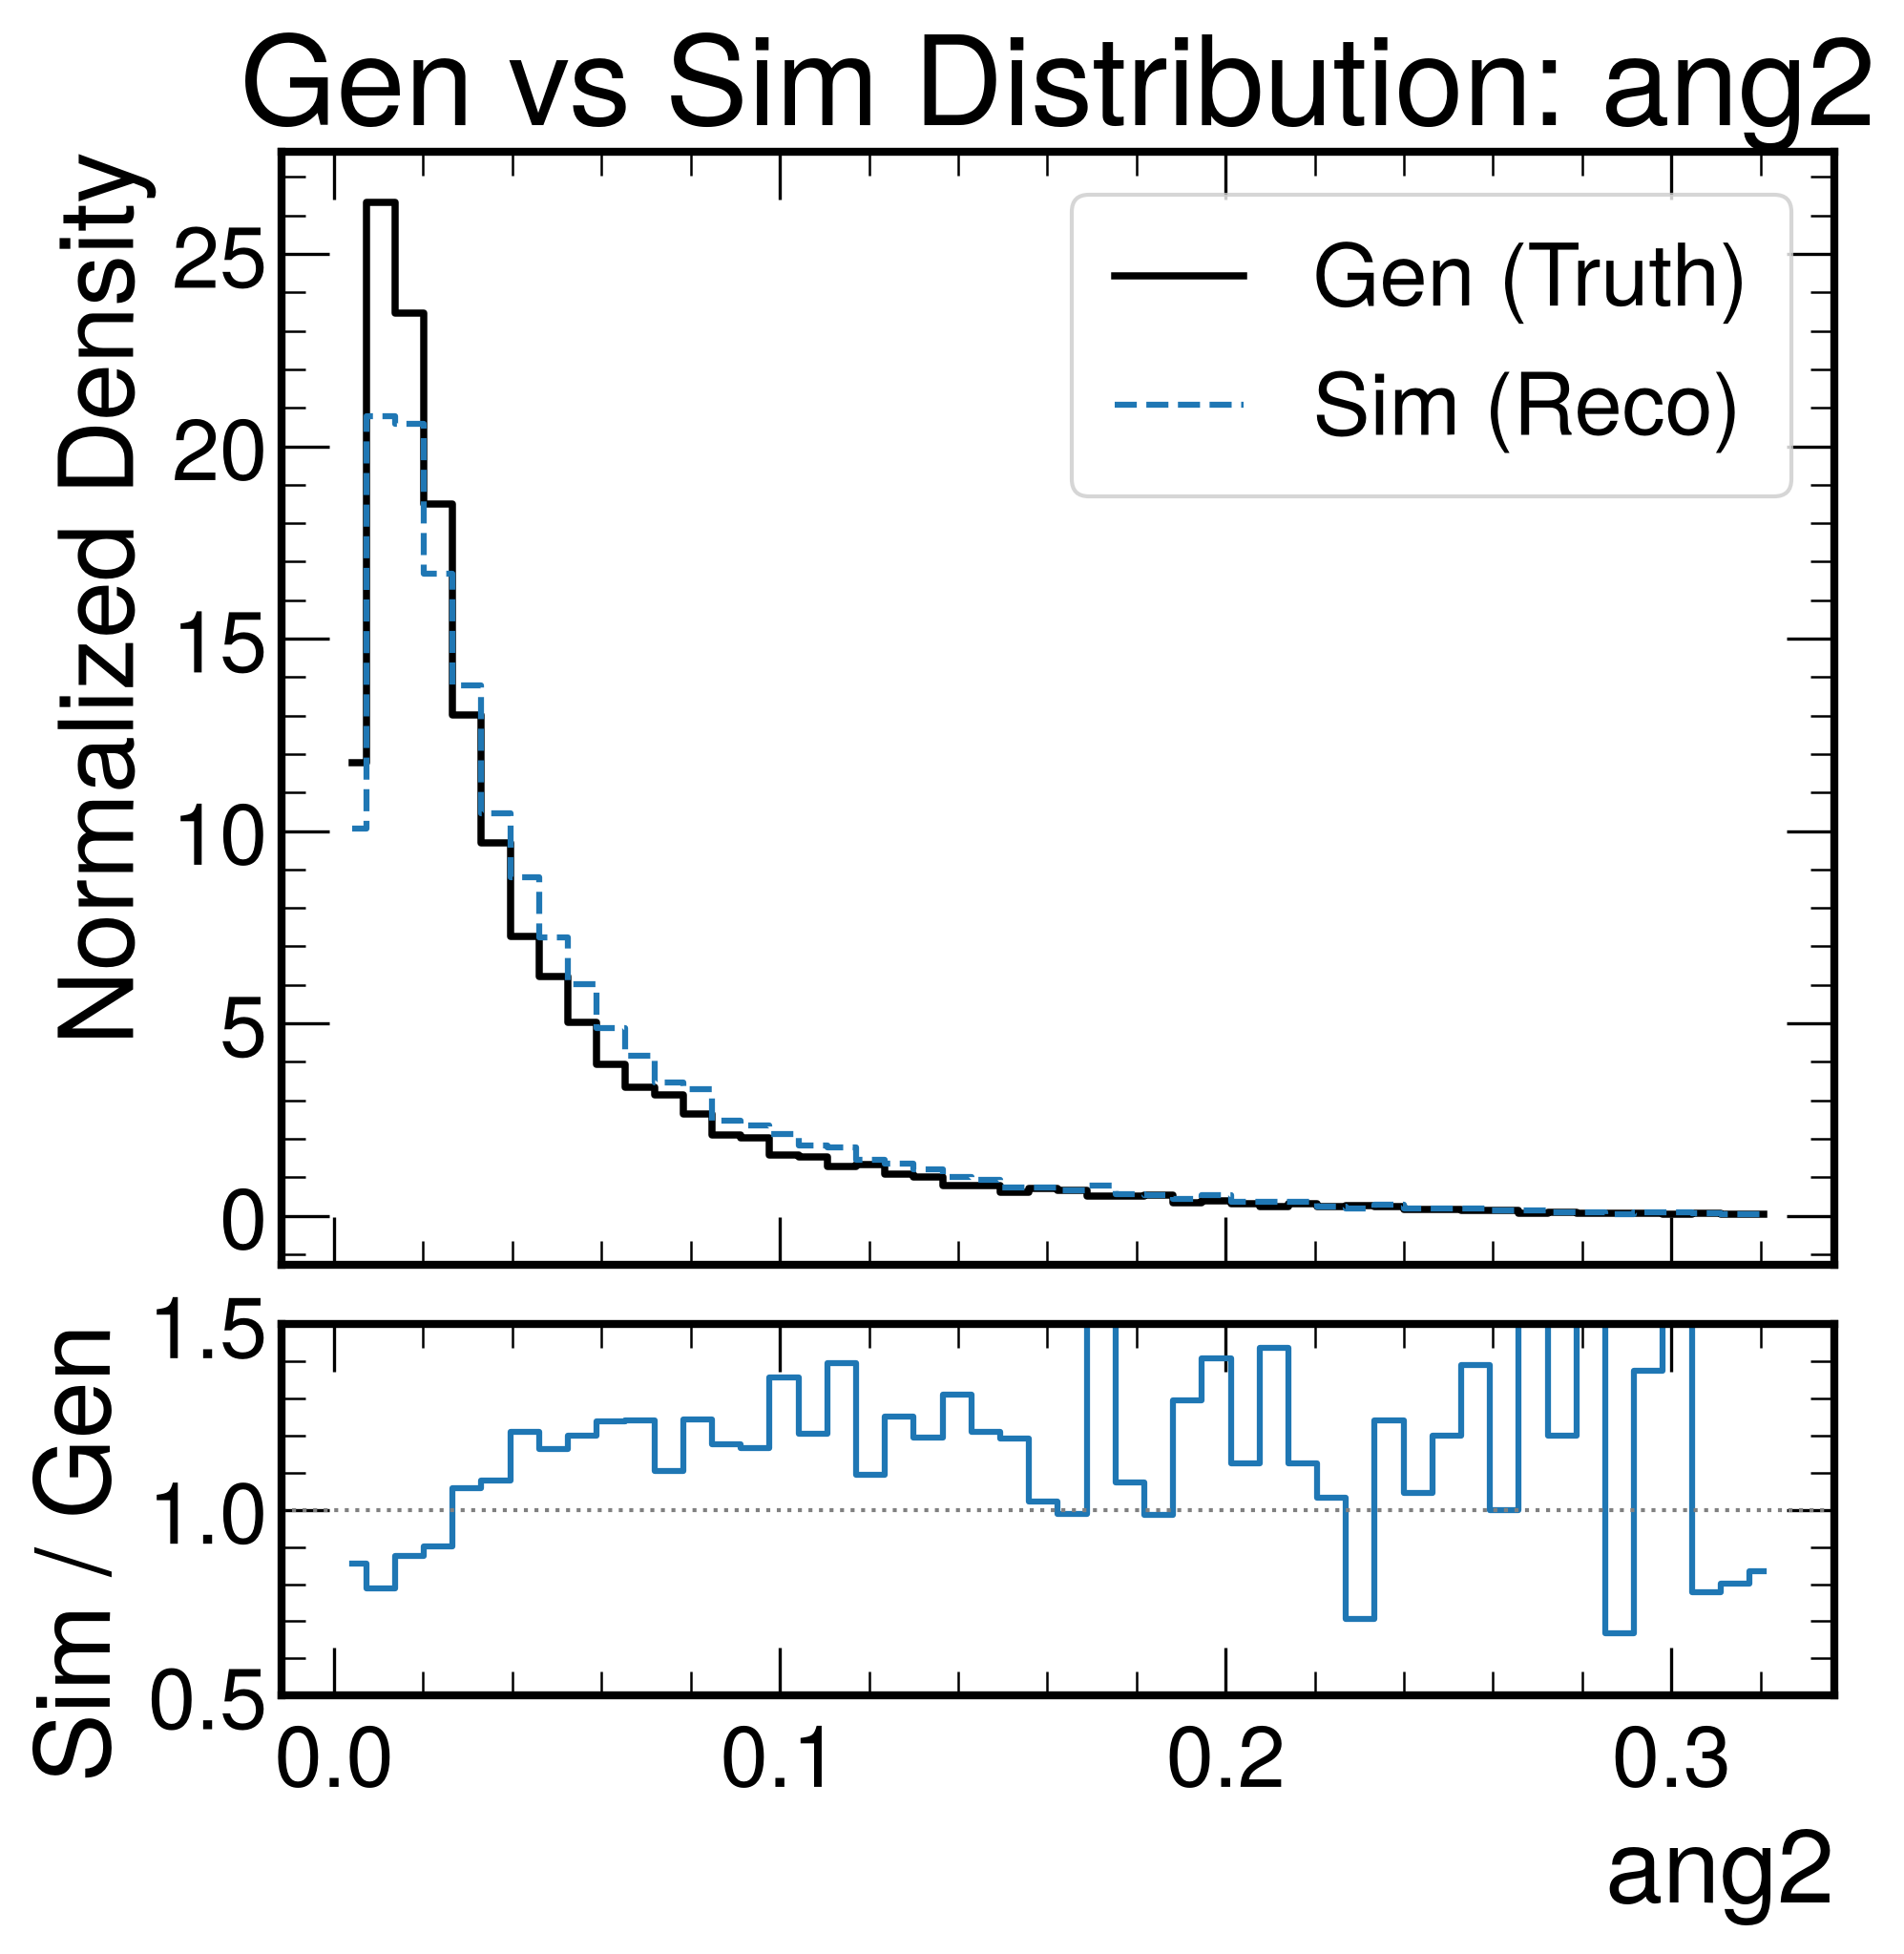 Gen vs Sim Distribution: ang2
Normalized Density
25
20
15
10
5
0
Gen (Truth)
Sim (Reco)
Sim / Gen
1.5
1.0
0.5
0.0 0.1 0.2 0.3
ang2